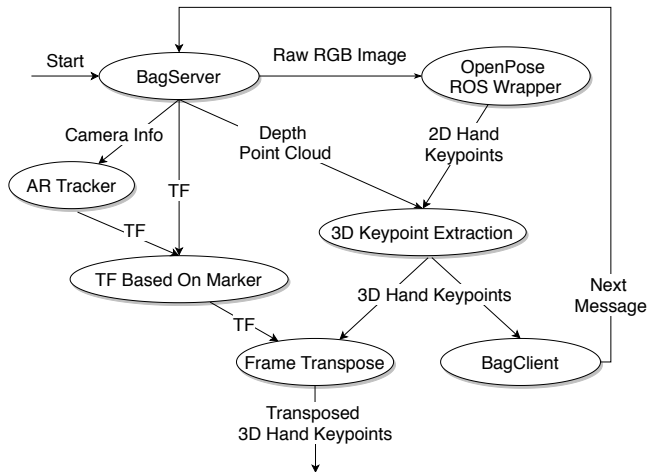 Start
BagServer
Raw RGB Image
OpenPose
ROS Wrapper
Camera Info
Depth
Point Cloud
2D Hand
Keypoints
AR Tracker
TF
TF
3D Keypoint Extraction
TF Based On Marker
3D Hand Keypoints
Next
Message
TF
Frame Transpose
BagClient
Transposed
3D Hand Keypoints